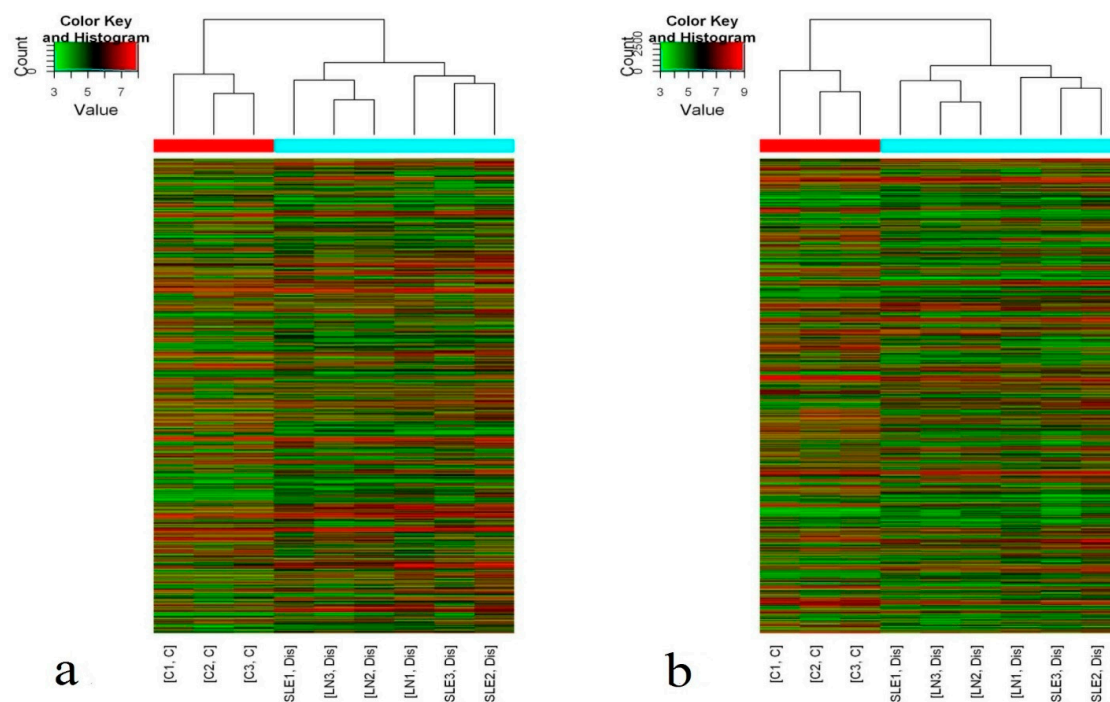 Color Key
and Histogram
Count
0
3 5 7
Value
[C1, C]
[C2, C]
[C3, C]
SLE1, Dis]
[LN3, Dis]
[LN2, Dis]
[LN1, Dis]
SLE3, Dis]
SLE2, Dis]
a
Color Key
and Histogram
Count
0 2500
3 5 7 9
Value
[C1, C]
[C2, C]
[C3, C]
SLE1, Dis]
[LN3, Dis]
[LN2, Dis]
[LN1, Dis]
SLE3, Dis]
SLE2, Dis]
b